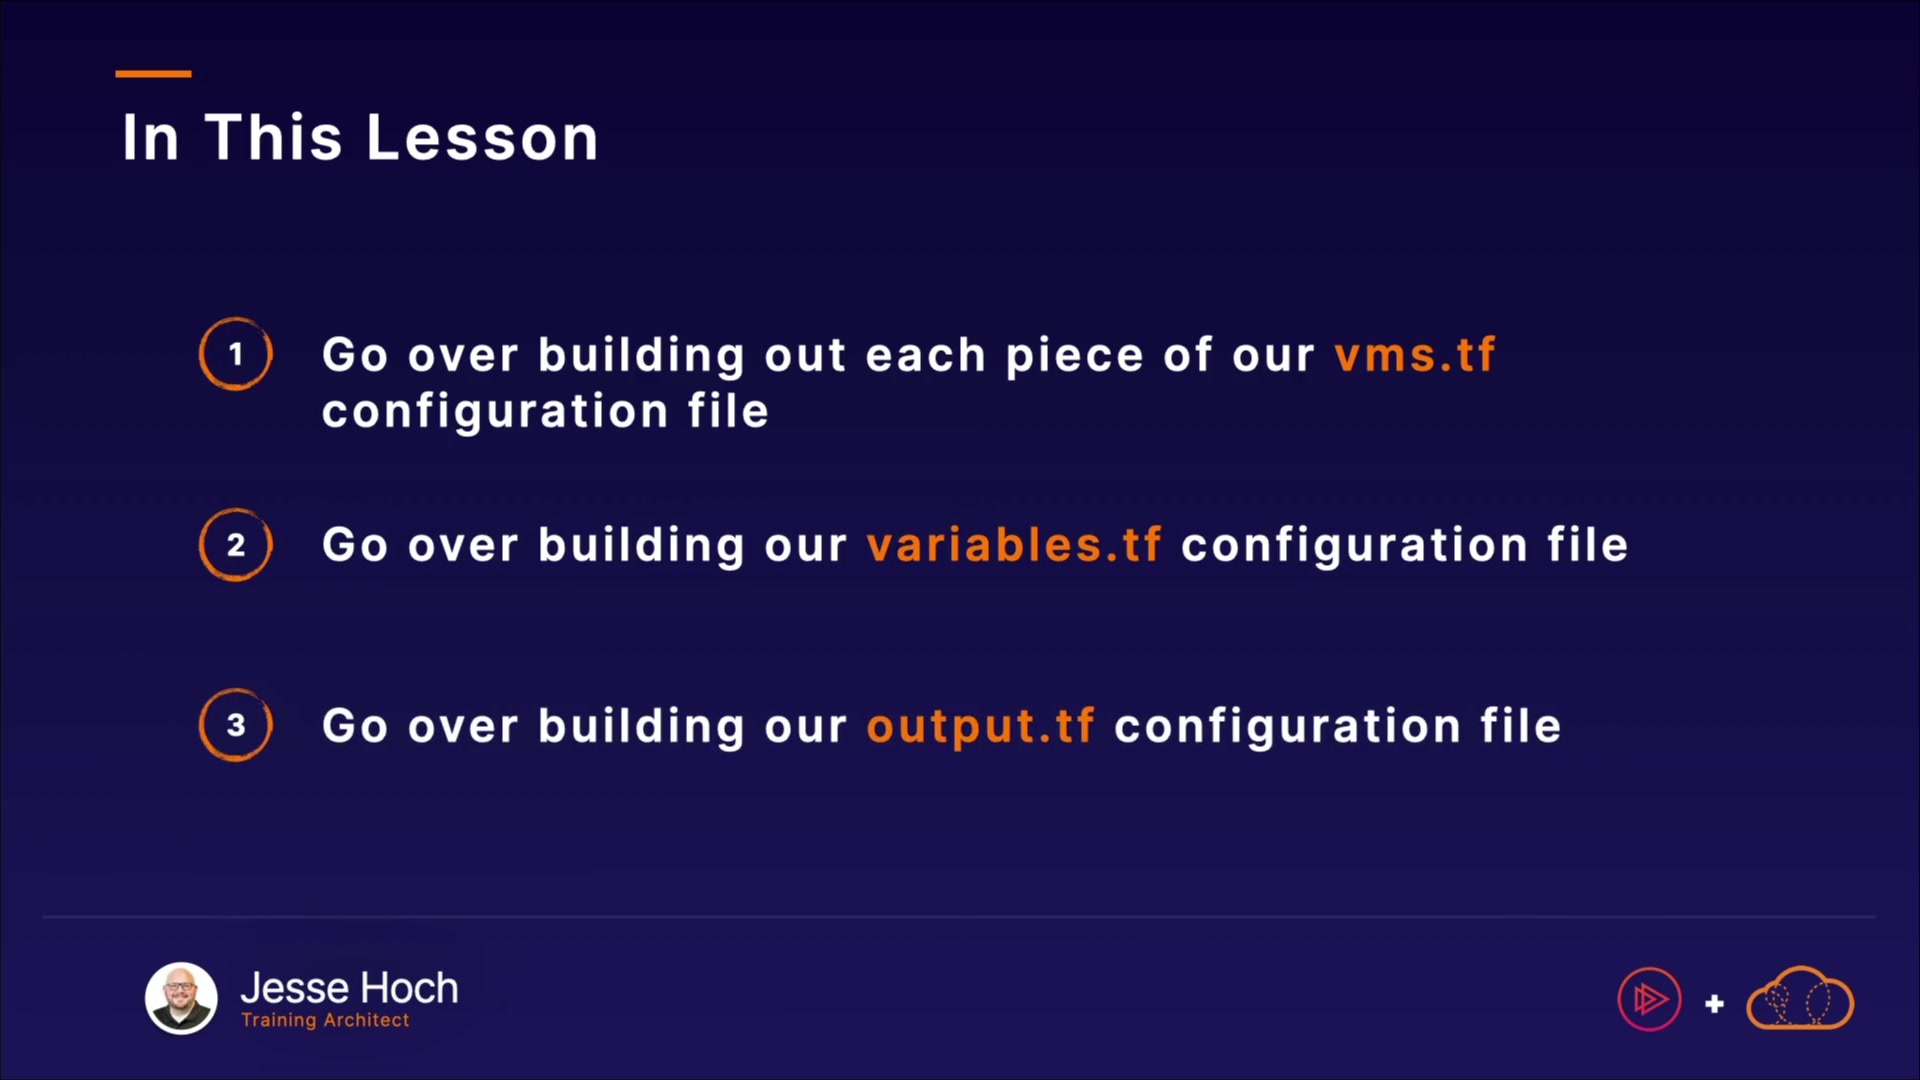 In This Lesson
1 Go over building out each piece of our vms.tf
configuration file
2 Go over building our variables.tf configuration file
3 Go over building our output.tf configuration file
Jesse Hoch
Training Architect
+